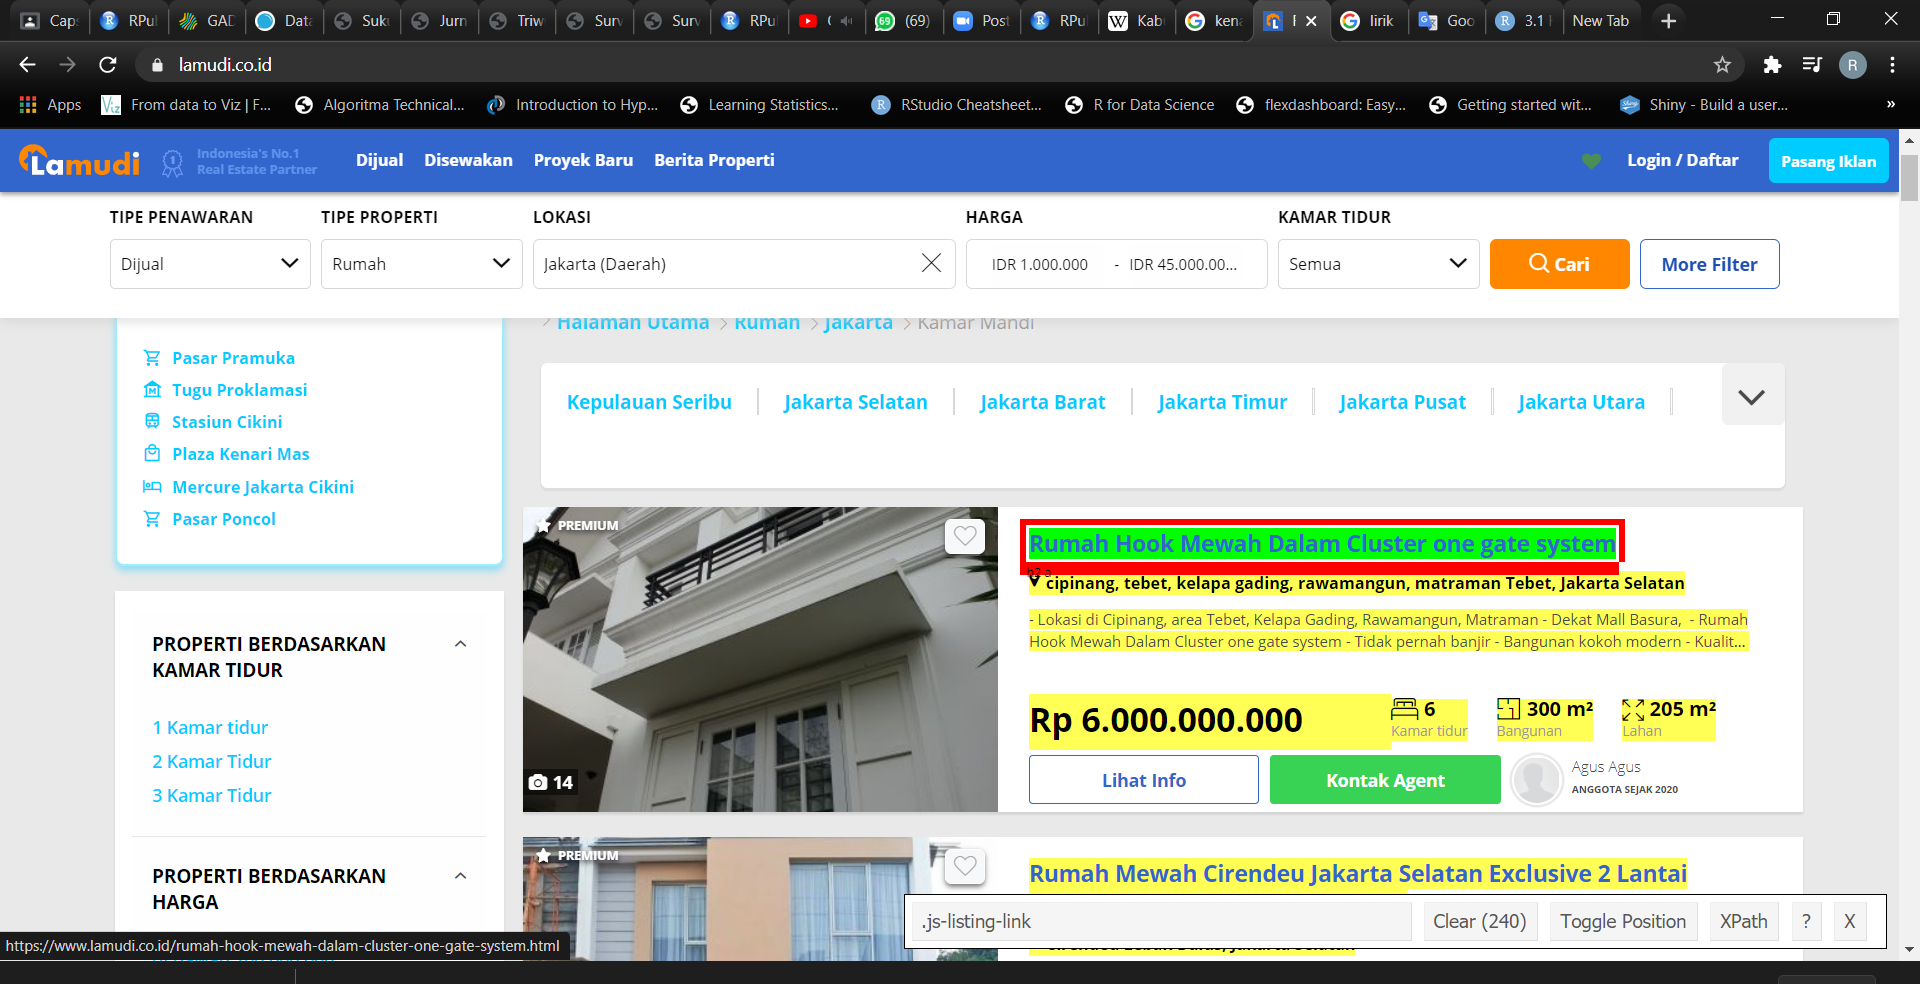 Cap
RPu
GAD
Data
Suku
Jurn
Triw
Surv
Surv
RPu
(69)
Post
RPu
Kab
ken
lirik
Goo
3.1
New Tab
lamudi.co.id
R
Apps
From data to Viz | F...
Algoritma Technical...
Introduction to Hyp...
Learning Statistics...
RStudio Cheatsheet...
R for Data Science
flexdashboard: Easy...
Getting started wit...
Shiny - Build a user...
»
Lamudi
Indonesia's No.1
Real Estate Partner
Dijual
Disewakan
Proyek Baru
Berita Properti
Login / Daftar
Pasang Iklan
TIPE PENAWARAN
TIPE PROPERTI
LOKASI
HARGA
KAMAR TIDUR
Dijual
Rumah
Jakarta (Daerah)
IDR 1.000.000 - IDR 45.000.00...
Semua
Cari
More Filter
Halaman Utama > Rumah > Jakarta > Kamar Mandi
Pasar Pramuka
Tugu Proklamasi
Stasiun Cikini
Plaza Kenari Mas
Mercure Jakarta Cikini
Pasar Poncol
Kepulauan Seribu
Jakarta Selatan
Jakarta Barat
Jakarta Timur
Jakarta Pusat
Jakarta Utara
PROPERTI BERDASARKAN
KAMAR TIDUR
1 Kamar tidur
2 Kamar Tidur
3 Kamar Tidur
PROPERTI BERDASARKAN
HARGA
PREMIUM
14
Rumah Hook Mewah Dalam Cluster one gate system
h2 a
cipinang, tebet, kelapa gading, rawamangun, matraman Tebet, Jakarta Selatan
- Lokasi di Cipinang, area Tebet, Kelapa Gading, Rawamangun, Matraman - Dekat Mall Basura,  - Rumah
Hook Mewah Dalam Cluster one gate system - Tidak pernah banjir - Bangunan kokoh modern - Kualit...
Rp 6.000.000.000
6
Kamar tidur
300 m²
Bangunan
205 m²
Lahan
Lihat Info
Kontak Agent
Agus Agus
ANGGOTA SEJAK 2020
PREMIUM
Rumah Mewah Cirendeu Jakarta Selatan Exclusive 2 Lantai
.js-listing-link
Clear (240)
Toggle Position
XPath
?
X
https://www.lamudi.co.id/rumah-hook-mewah-dalam-cluster-one-gate-system.html